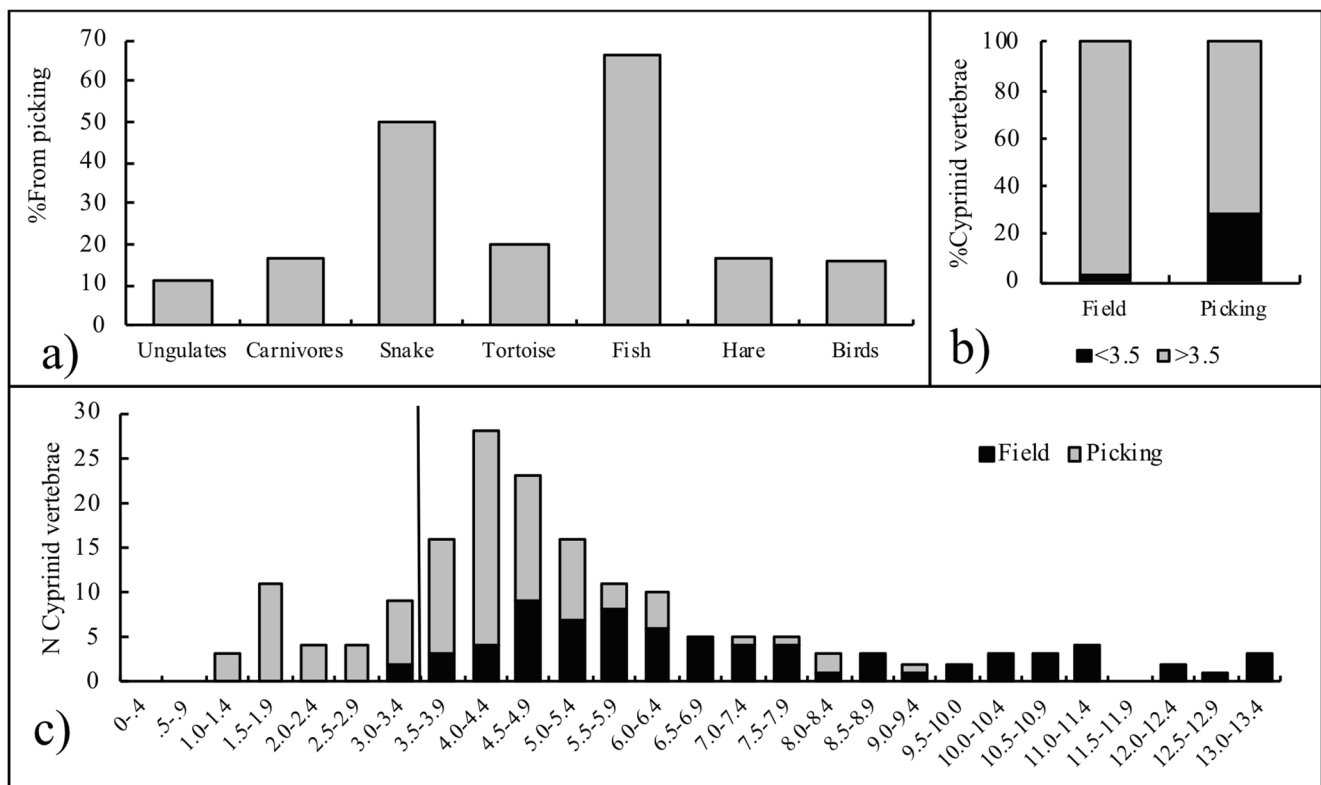 %From picking
70
60
50
40
30
20
10
0
Ungulates Carnivores Snake Tortoise Fish Hare Birds
a)
%Cyprinid vertebrae
100
80
60
40
20
0
Field Picking
<3.5 >3.5
b)
N Cyprinid vertebrae
30
25
20
15
10
5
0
Field Picking
0-.4 .5-.9 1.0-1.4 1.5-1.9 2.0-2.4 2.5-2.9 3.0-3.4 3.5-3.9 4.0-4.4 4.5-4.9 5.0-5.4 5.5-5.9 6.0-6.4 6.5-6.9 7.0-7.4 7.5-7.9 8.0-8.4 8.5-8.9 9.0-9.4 9.5-10.0 10.0-10.4 10.5-10.9 11.0-11.4 11.5-11.9 12.0-12.4 12.5-12.9 13.0-13.4
c)